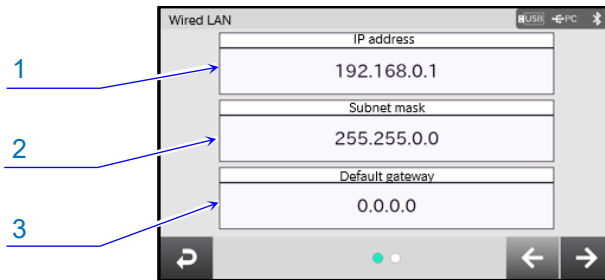 Wired LAN
USB PC
IP address
1
192.168.0.1
Subnet mask
2
255.255.0.0
Default gateway
3
0.0.0.0